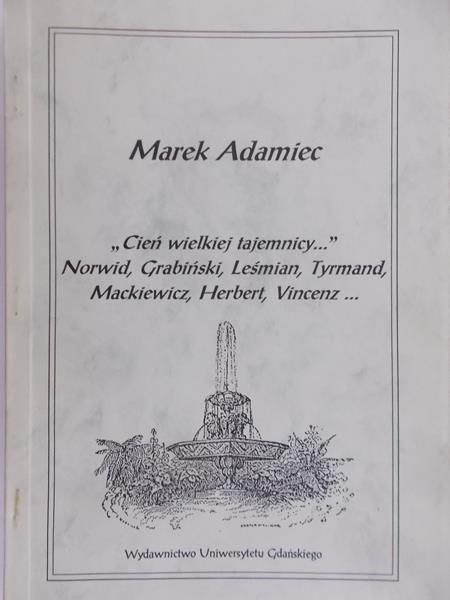 Marek Adamiec
„Cień wielkiej tajemnicy...”
Norwid, Grabiński, Leśmian, Tyrmand,
Mackiewicz, Herbert, Vincenz ...
Wydawnictwo Uniwersytetu Gdańskiego